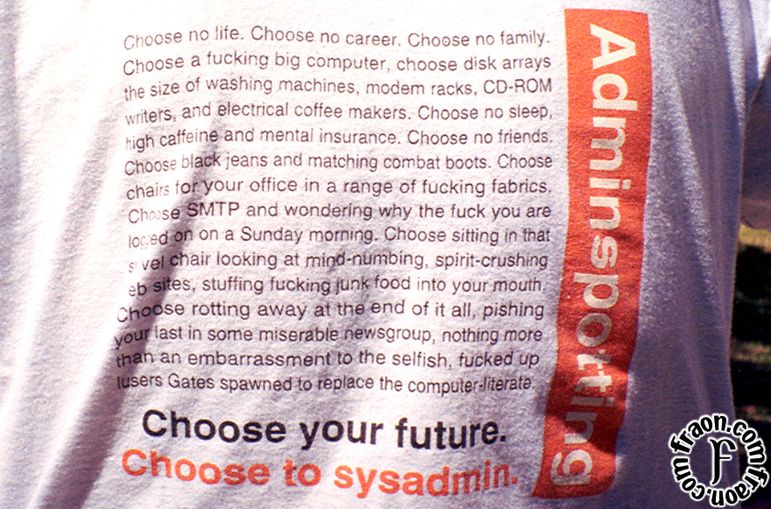 Choose no life. Choose no career. Choose no family.
Choose a fucking big computer, choose disk arrays
the size of washing machines, modem racks, CD-ROM
writers, and electrical coffee makers. Choose no sleep,
high caffeine and mental insurance. Choose no friends.
Choose black jeans and matching combat boots. Choose
chairs for your office in a range of fucking fabrics.
Choose SMTP and wondering why the fuck you are
logged on on a Sunday morning. Choose sitting in that
swivel chair looking at mind-numbing, spirit-crushing
web sites, stuffing fucking junk food into your mouth.
Choose rotting away at the end of it all, pishing
your last in some miserable newsgroup, nothing more
than an embarrassment to the selfish, fucked up
lusers Gates spawned to replace the computer-literate.
Choose your future.
Choose to sysadmin.
Adminspotting
fraon.com fraon.com
f